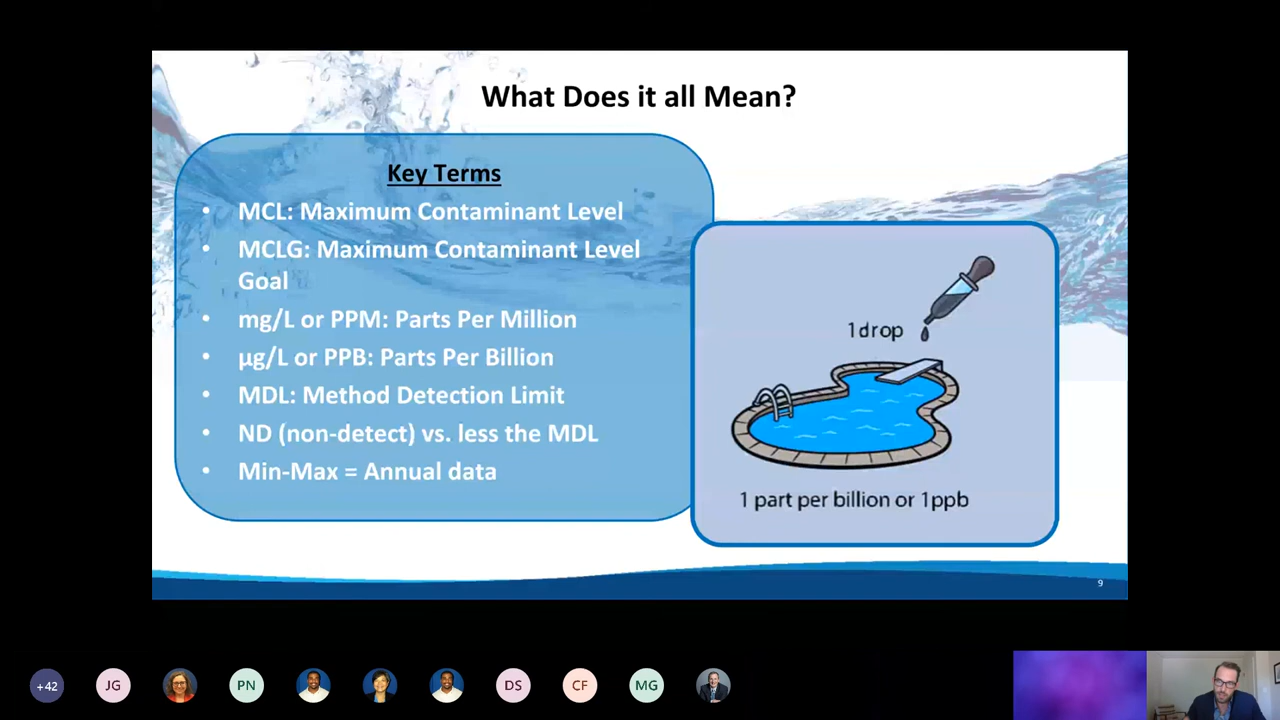 What Does it all Mean?
Key Terms
• MCL: Maximum Contaminant Level
• MCLG: Maximum Contaminant Level
Goal
• mg/L or PPM: Parts Per Million
• µg/L or PPB: Parts Per Billion
• MDL: Method Detection Limit
• ND (non-detect) vs. less the MDL
• Min-Max = Annual data
1 drop
1 part per billion or 1ppb
9
+42
JG
PN
DS
CF
MG